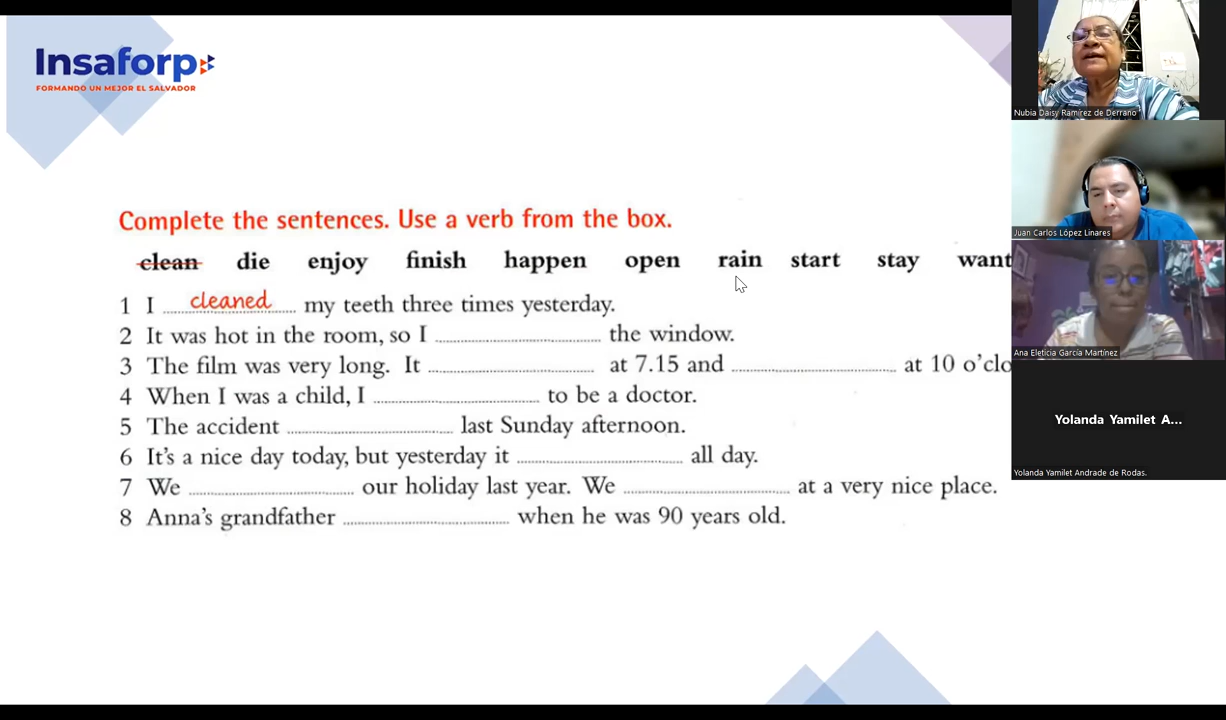 Insaforp
FORMANDO UN MEJOR EL SALVADOR
Complete the sentences. Use a verb from the box.
clean die enjoy finish happen open rain start stay want
1 I cleaned my teeth three times yesterday.
2 It was hot in the room, so I ................ the window.
3 The film was very long. It ................ at 7.15 and ................ at 10 o'clo
4 When I was a child, I ................ to be a doctor.
5 The accident ................ last Sunday afternoon.
6 It's a nice day today, but yesterday it ................ all day.
7 We ................ our holiday last year. We ................ at a very nice place.
8 Anna's grandfather ................ when he was 90 years old.
Nubia Daisy Ramírez de Derrano
Juan Carlos López Linares
Ana Eleticia García Martínez
Yolanda Yamilet A...
Yolanda Yamilet Andrade de Rodas.